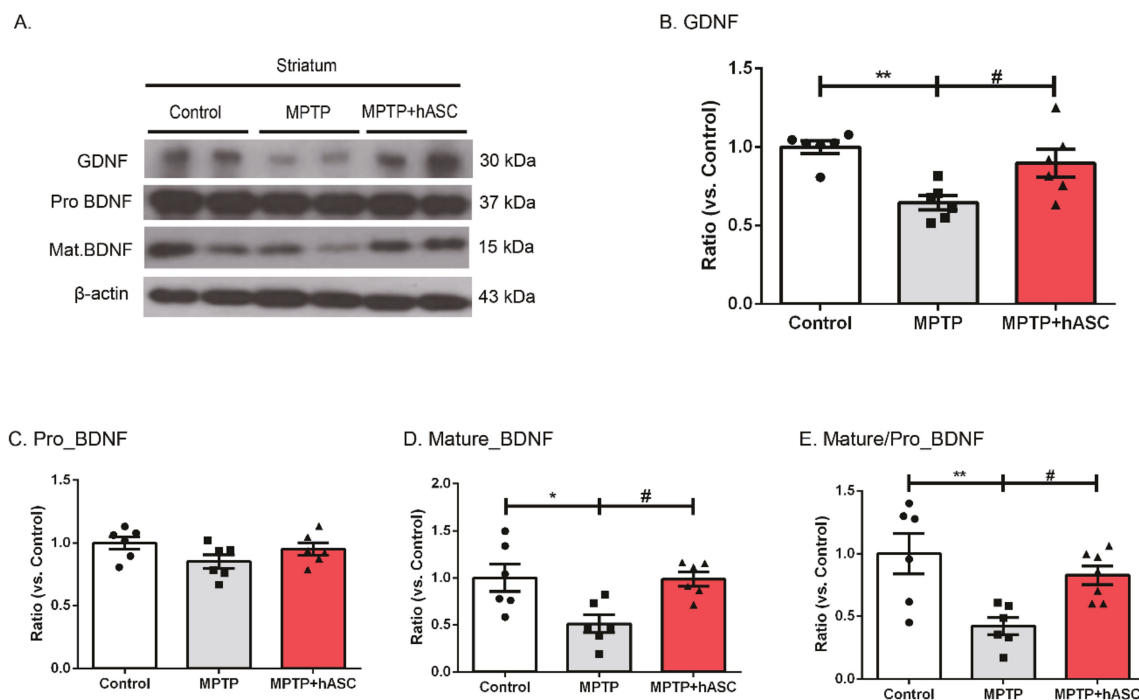 A.
Striatum
Control MPTP MPTP+hASC
GDNF 30 kDa
Pro BDNF 37 kDa
Mat.BDNF 15 kDa
β-actin 43 kDa
B. GDNF
** #
1.5
1.0
0.5
0.0
Ratio (vs. Control)
Control MPTP MPTP+hASC
C. Pro_BDNF
1.5
1.0
0.5
0.0
Ratio (vs. Control)
Control MPTP MPTP+hASC
D. Mature_BDNF
* #
2.0
1.5
1.0
0.5
0.0
Ratio (vs. Control)
Control MPTP MPTP+hASC
E. Mature/Pro_BDNF
** #
1.5
1.0
0.5
0.0
Ratio (vs. Control)
Control MPTP MPTP+hASC